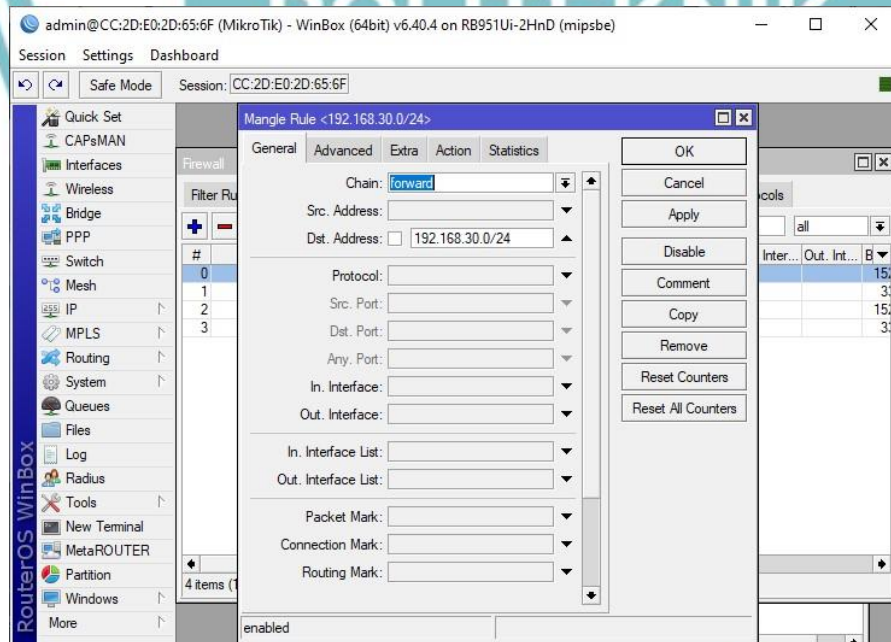 admin@CC:2D:E0:2D:65:6F (MikroTik) - WinBox (64bit) v6.40.4 on RB951Ui-2HnD (mipsbe)
Session Settings Dashboard
Safe Mode Session: CC:2D:E0:2D:65:6F
RouterOS WinBox
Quick Set
CAPsMAN
Interfaces
Wireless
Bridge
PPP
Switch
Mesh
IP
MPLS
Routing
System
Queues
Files
Log
Radius
Tools
New Terminal
MetaROUTER
Partition
Windows
More
Firewall
Filter Ru
all
# Inter... Out. Int... B
0 152
1 33
2 152
3 33
4 items (1
Mangle Rule <192.168.30.0/24>
General Advanced Extra Action Statistics
Chain: forward
Src. Address:
Dst. Address: 192.168.30.0/24
Protocol:
Src. Port:
Dst. Port:
Any. Port:
In. Interface:
Out. Interface:
In. Interface List:
Out. Interface List:
Packet Mark:
Connection Mark:
Routing Mark:
enabled
OK
Cancel
Apply
Disable
Comment
Copy
Remove
Reset Counters
Reset All Counters
ocols